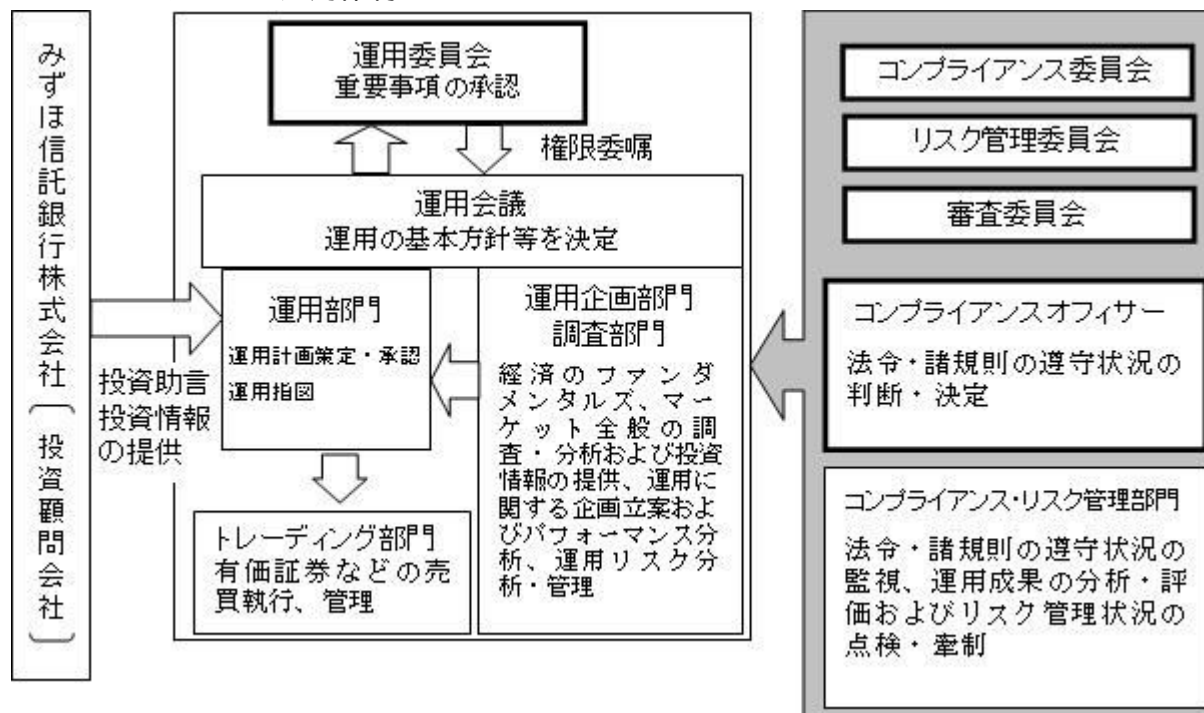 みずほ信託銀行株式会社〔投資顧問会社〕
運用委員会
重要事項の承認
権限委嘱
運用会議
運用の基本方針等を決定
運用部門
運用計画策定・承認
運用指図
投資助言
投資情報
の提供
トレーディング部門
有価証券などの売
買執行、管理
運用企画部門
調査部門
経済のファンダ
メンタルズ、マー
ケット全般の調
査・分析および投資
情報の提供、運用に
関する企画立案およ
びパフォーマンス分
析、運用リスク分
析・管理
コンプライアンス委員会
リスク管理委員会
審査委員会
コンプライアンスオフィサー
法令・諸規則の遵守状況の
判断・決定
コンプライアンス・リスク管理部門
法令・諸規則の遵守状況の
監視、運用成果の分析・評
価およびリスク管理状況の
点検・牽制